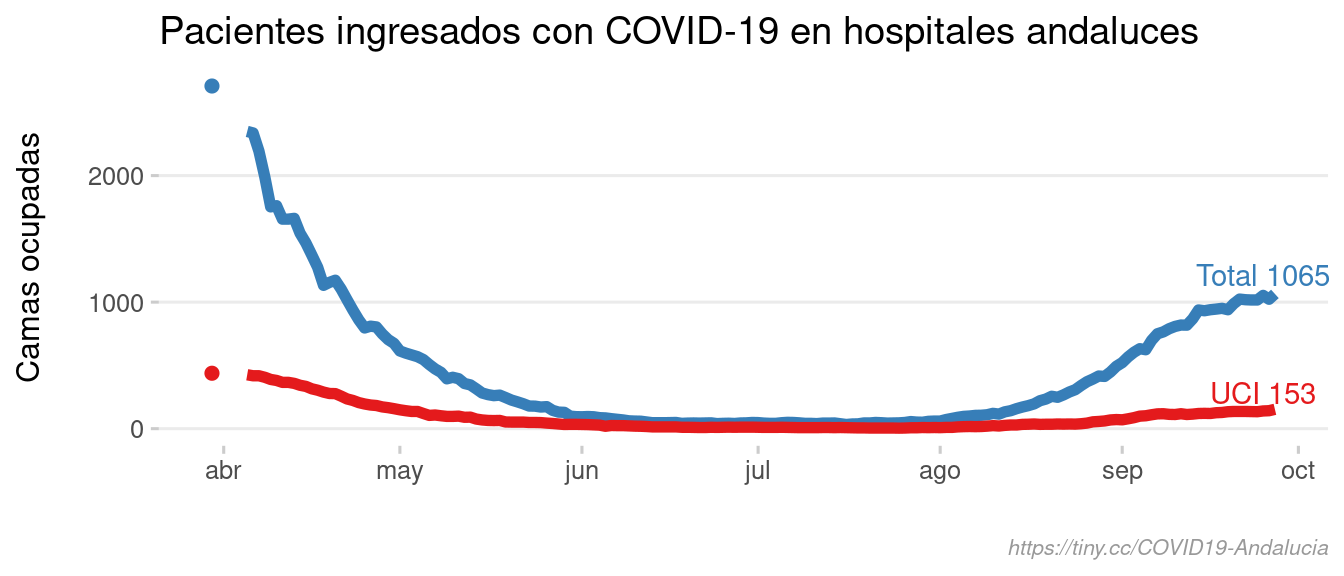 Pacientes ingresados con COVID-19 en hospitales andaluces
Camas ocupadas
2000
1000
0
Total 1065
UCI 153
abr may jun jul ago sep oct
https://tiny.cc/COVID19-Andalucia